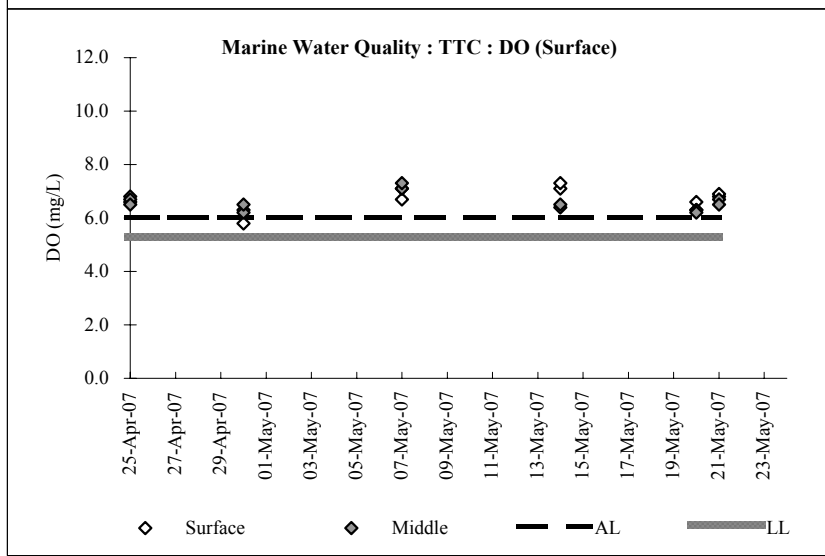 Marine Water Quality : TTC : DO (Surface)
12.0
10.0
8.0
6.0
4.0
2.0
0.0
DO (mg/L)
25-Apr-07
27-Apr-07
29-Apr-07
01-May-07
03-May-07
05-May-07
07-May-07
09-May-07
11-May-07
13-May-07
15-May-07
17-May-07
19-May-07
21-May-07
23-May-07
Surface Middle AL LL